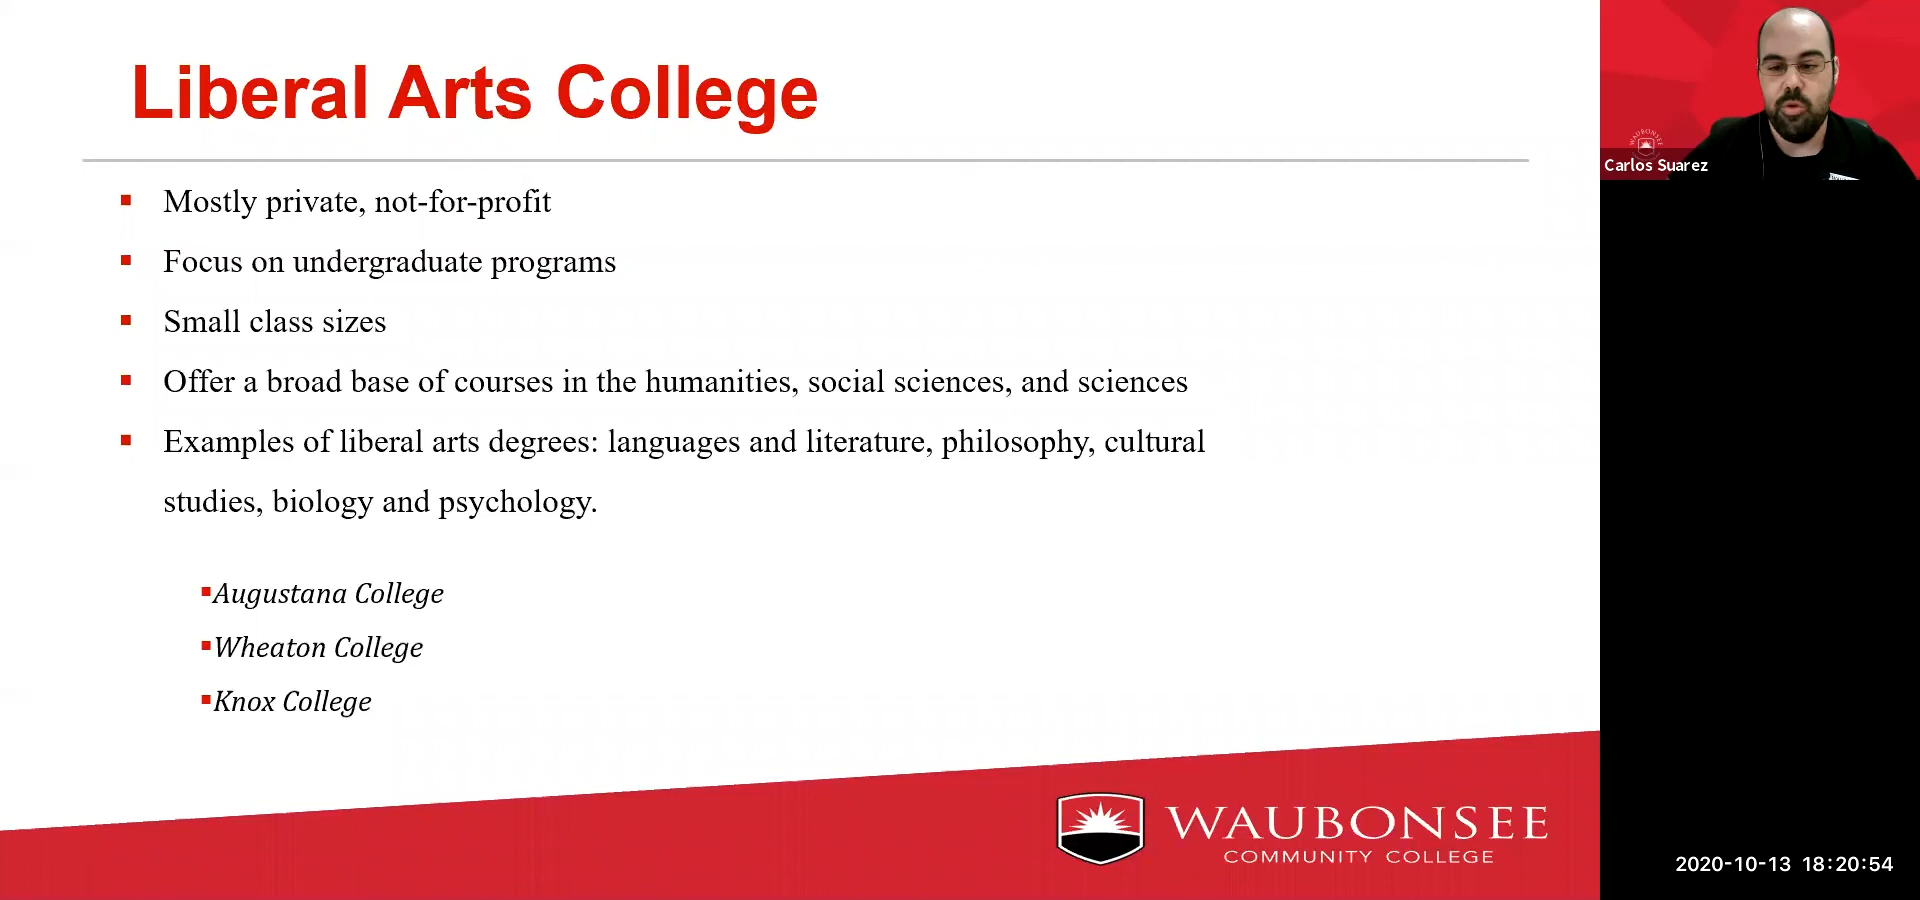 Liberal Arts College
Mostly private, not-for-profit
Focus on undergraduate programs
Small class sizes
Offer a broad base of courses in the humanities, social sciences, and sciences
Examples of liberal arts degrees: languages and literature, philosophy, cultural
studies, biology and psychology.
Augustana College
Wheaton College
Knox College
WAUBONSEE
COMMUNITY COLLEGE
WAUBONSEE
Carlos Suarez
2020-10-13 18:20:54